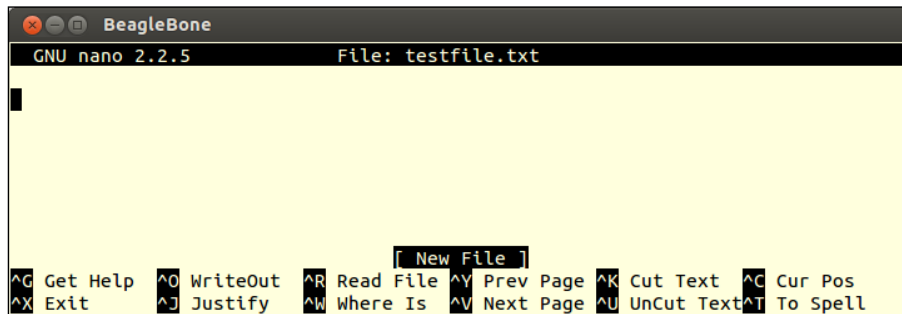 BeagleBone
GNU nano 2.2.5 File: testfile.txt
[ New File ]
^G Get Help ^O WriteOut ^R Read File ^Y Prev Page ^K Cut Text ^C Cur Pos
^X Exit ^J Justify ^W Where Is ^V Next Page ^U UnCut Text^T To Spell